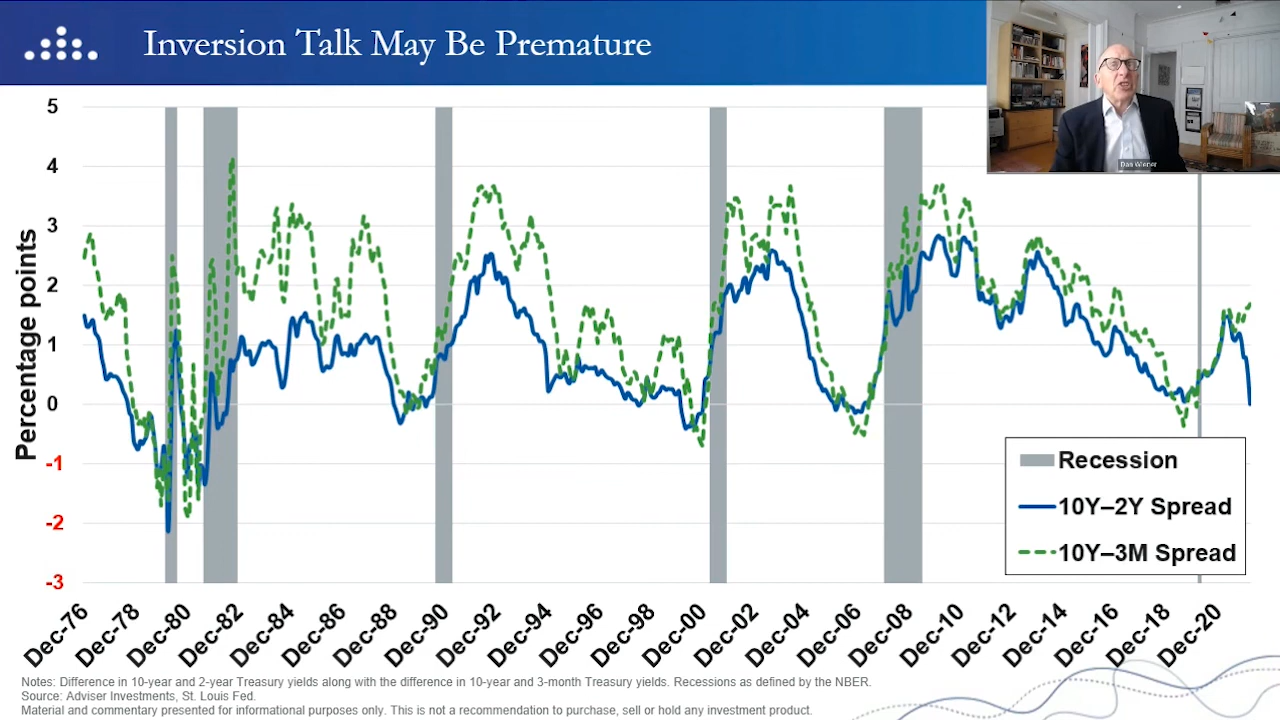 Inversion Talk May Be Premature
Dan Wiener
Percentage points
5
4
3
2
1
0
-1
-2
-3
Recession
10Y–2Y Spread
10Y–3M Spread
Dec-76
Dec-78
Dec-80
Dec-82
Dec-84
Dec-86
Dec-88
Dec-90
Dec-92
Dec-94
Dec-96
Dec-98
Dec-00
Dec-02
Dec-04
Dec-06
Dec-08
Dec-10
Dec-12
Dec-14
Dec-16
Dec-18
Dec-20
Notes: Difference in 10-year and 2-year Treasury yields along with the difference in 10-year and 3-month Treasury yields. Recessions as defined by the NBER.
Source: Adviser Investments, St. Louis Fed.
Material and commentary presented for informational purposes only. This is not a recommendation to purchase, sell or hold any investment product.